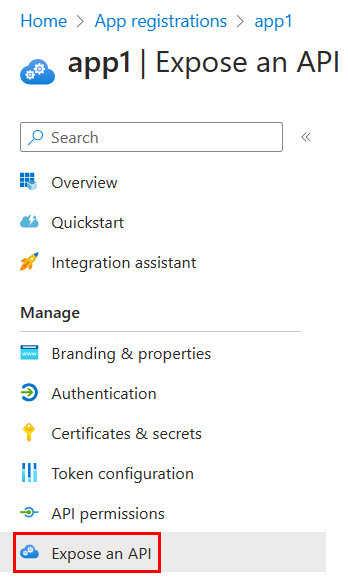 Home > App registrations > app1
app1 | Expose an API
Search
«
Overview
Quickstart
Integration assistant
Manage
Branding & properties
Authentication
Certificates & secrets
Token configuration
API permissions
Expose an API